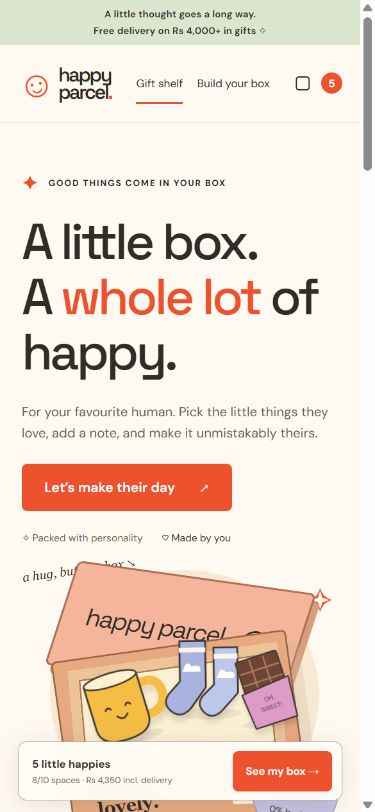 A little thought goes a long way.
Free delivery on Rs 4,000+ in gifts ✧
happy
parcel.
Gift shelf
Build your box
5
GOOD THINGS COME IN YOUR BOX
A little box.
A whole lot of
happy.
For your favourite human. Pick the little things they
love, add a note, and make it unmistakably theirs.
Let's make their day ↗
✧ Packed with personality ♡ Made by you
a hug, box ↘
happy parcel
OH,
SWEET!
5 little happies
8/10 spaces · Rs 4,350 incl. delivery
See my box →
lovely.